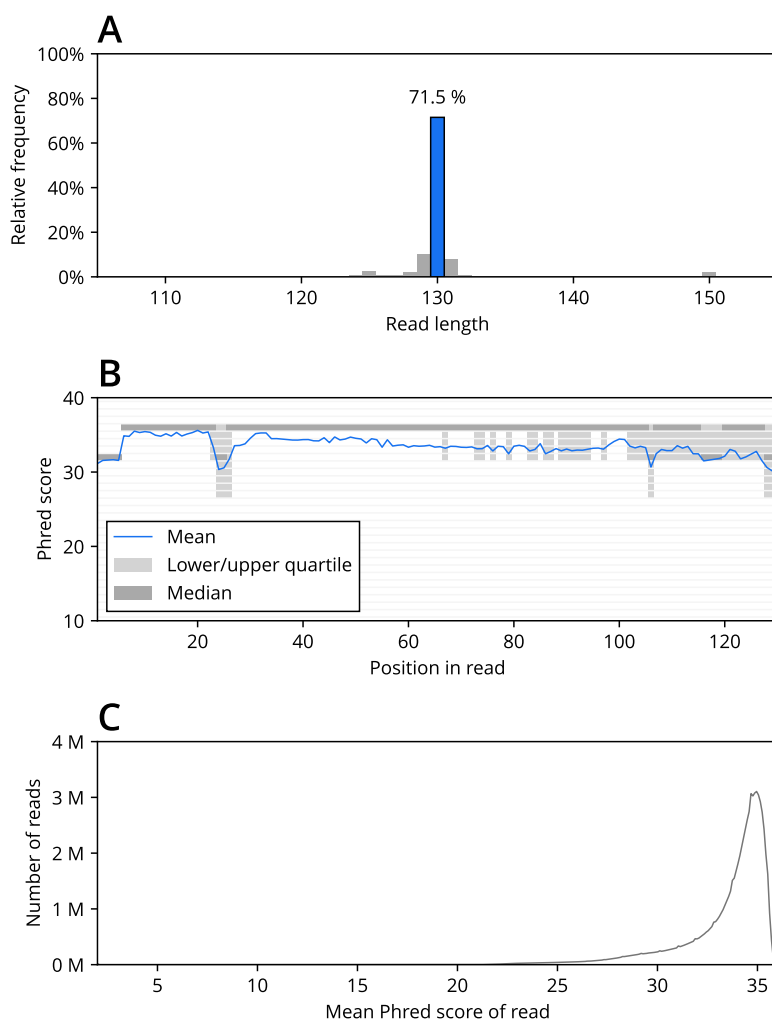 A
100%
80%
60%
40%
20%
0%
Relative frequency
71.5 %
110 120 130 140 150
Read length
B
40
30
20
10
Phred score
Mean
Lower/upper quartile
Median
20 40 60 80 100 120
Position in read
C
4 M
3 M
2 M
1 M
0 M
Number of reads
5 10 15 20 25 30 35
Mean Phred score of read